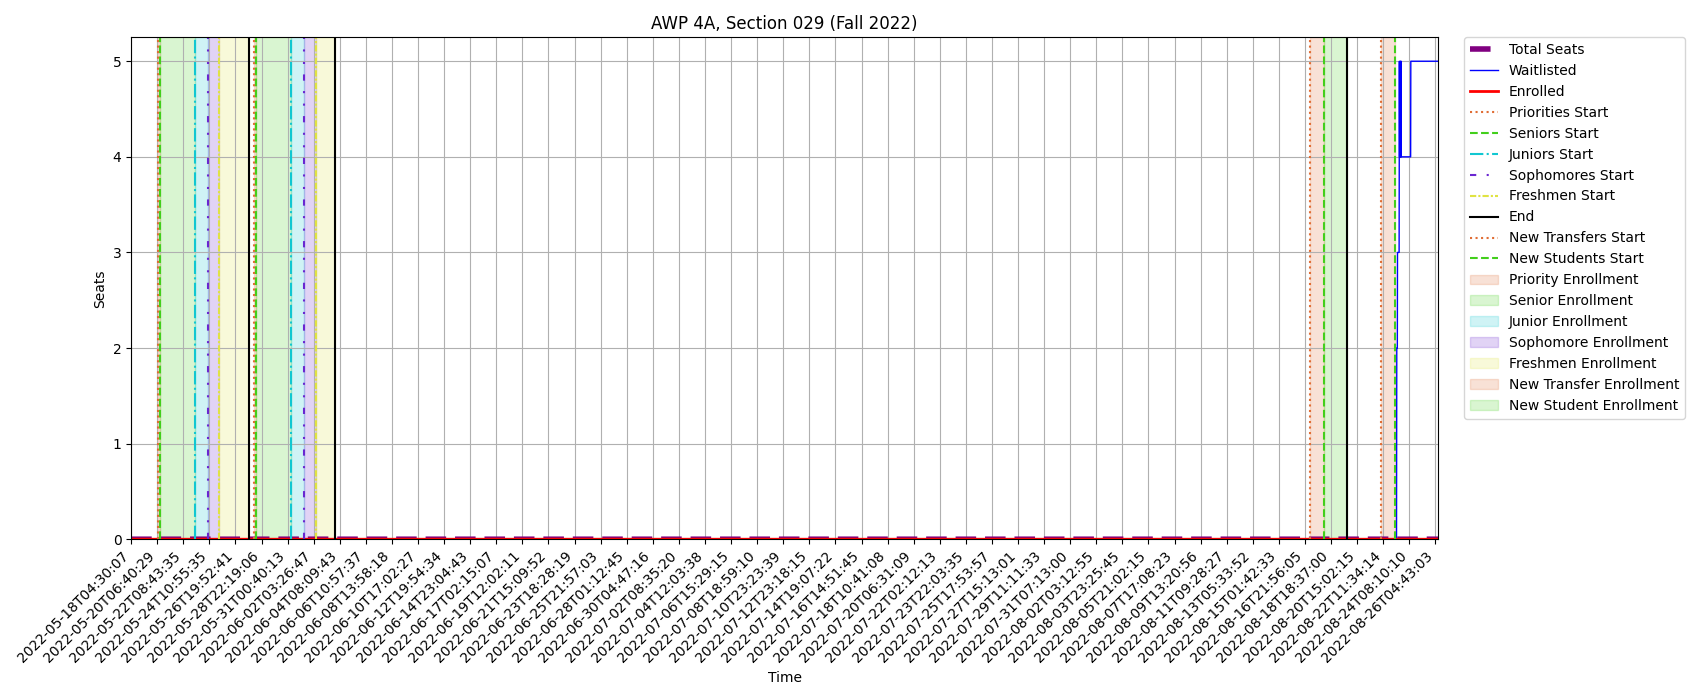 AWP 4A, Section 029 (Fall 2022)
Seats
5
4
3
2
1
0
2022-05-18T04:30:07
2022-05-20T06:40:29
2022-05-22T08:43:35
2022-05-24T10:55:35
2022-05-26T19:52:41
2022-05-28T22:19:06
2022-05-31T00:40:13
2022-06-02T03:26:47
2022-06-04T08:09:43
2022-06-06T10:57:37
2022-06-08T13:58:18
2022-06-10T17:02:27
2022-06-12T19:54:34
2022-06-14T23:04:43
2022-06-17T02:15:07
2022-06-19T12:02:11
2022-06-21T15:09:52
2022-06-23T18:28:19
2022-06-25T21:57:03
2022-06-28T01:12:45
2022-06-30T04:47:16
2022-07-02T08:35:20
2022-07-04T12:03:38
2022-07-06T15:29:15
2022-07-08T18:59:10
2022-07-10T23:23:39
2022-07-12T23:18:15
2022-07-14T19:07:22
2022-07-16T14:51:45
2022-07-18T10:41:08
2022-07-20T06:31:09
2022-07-22T02:12:13
2022-07-23T22:03:35
2022-07-25T17:53:57
2022-07-27T15:13:01
2022-07-29T11:11:33
2022-07-31T07:13:00
2022-08-02T03:12:55
2022-08-03T23:25:45
2022-08-05T21:02:15
2022-08-07T17:08:23
2022-08-09T13:20:56
2022-08-11T09:28:27
2022-08-13T05:33:52
2022-08-15T01:42:33
2022-08-16T21:56:05
2022-08-18T18:37:00
2022-08-20T15:02:15
2022-08-22T11:34:14
2022-08-24T08:10:10
2022-08-26T04:43:03
Time
Total Seats
Waitlisted
Enrolled
Priorities Start
Seniors Start
Juniors Start
Sophomores Start
Freshmen Start
End
New Transfers Start
New Students Start
Priority Enrollment
Senior Enrollment
Junior Enrollment
Sophomore Enrollment
Freshmen Enrollment
New Transfer Enrollment
New Student Enrollment